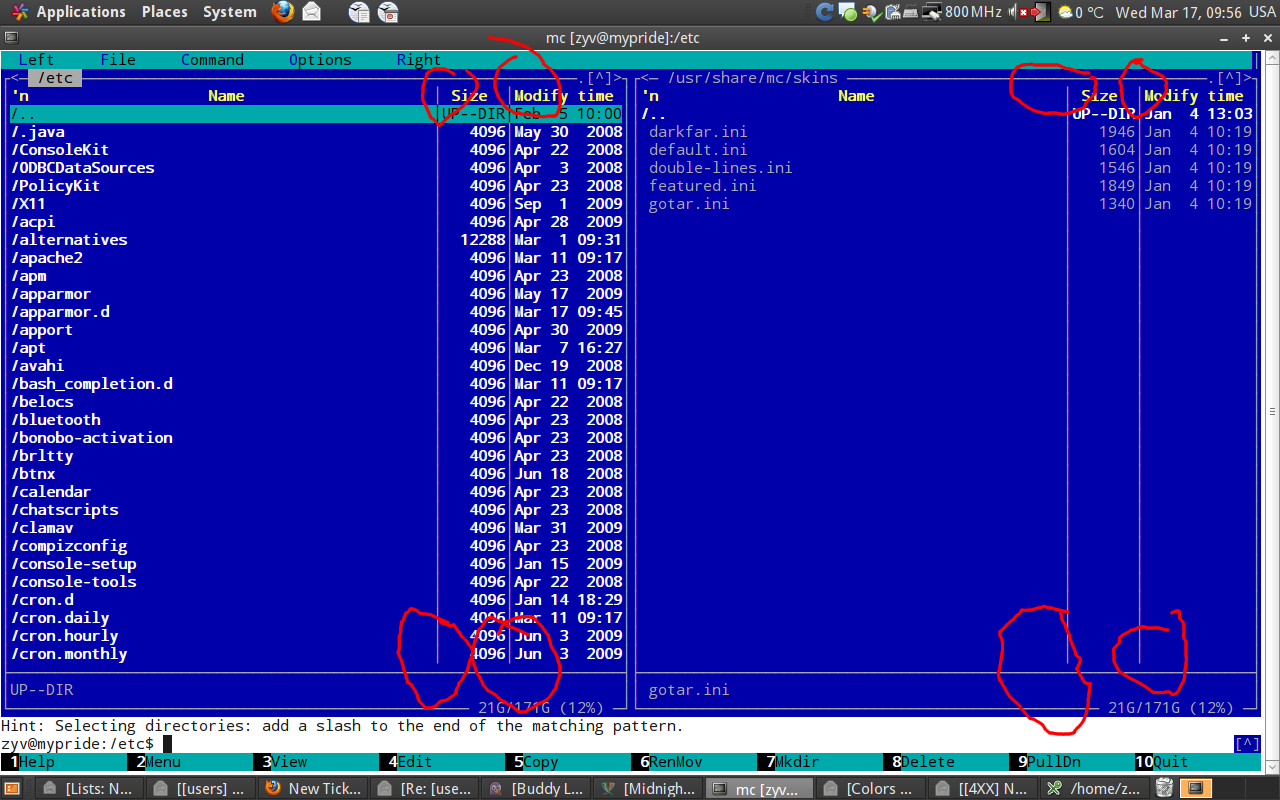 Applications Places System 800 MHz 0 °C Wed Mar 17, 09:56 USA
mc [zyv@mypride]:/etc
Left File Command Options Right
<— /etc .[^]> <— /usr/share/mc/skins .[^]>
'n Name Size Modify time 'n Name Size Modify time
/.. UP--DIR Feb 5 10:00 /.. UP--DIR Jan 4 13:03
/.java 4096 May 30 2008 darkfar.ini 1946 Jan 4 10:19
/ConsoleKit 4096 Apr 22 2008 default.ini 1604 Jan 4 10:19
/ODBCDataSources 4096 Apr 3 2008 double-lines.ini 1546 Jan 4 10:19
/PolicyKit 4096 Apr 23 2008 featured.ini 1849 Jan 4 10:19
/X11 4096 Sep 1 2009 gotar.ini 1340 Jan 4 10:19
/acpi 4096 Apr 28 2009
/alternatives 12288 Mar 1 09:31
/apache2 4096 Mar 11 09:17
/apm 4096 Apr 23 2008
/apparmor 4096 May 17 2009
/apparmor.d 4096 Mar 17 09:45
/apport 4096 Apr 30 2009
/apt 4096 Mar 7 16:27
/avahi 4096 Dec 19 2008
/bash_completion.d 4096 Mar 11 09:17
/belocs 4096 Apr 22 2008
/bluetooth 4096 Apr 23 2008
/bonobo-activation 4096 Apr 23 2008
/brltty 4096 Apr 23 2008
/btnx 4096 Jun 18 2008
/calendar 4096 Apr 23 2008
/chatscripts 4096 Apr 23 2008
/clamav 4096 Mar 31 2009
/compizconfig 4096 Apr 23 2008
/console-setup 4096 Jan 15 2009
/console-tools 4096 Apr 22 2008
/cron.d 4096 Jan 14 18:29
/cron.daily 4096 Mar 11 09:17
/cron.hourly 4096 Jun 3 2009
/cron.monthly 4096 Jun 3 2009
UP--DIR gotar.ini
21G/171G (12%) 21G/171G (12%)
Hint: Selecting directories: add a slash to the end of the matching pattern.
zyv@mypride:/etc$ [^]
1Help 2Menu 3View 4Edit 5Copy 6RenMov 7Mkdir 8Delete 9PullDn 10Quit
[Lists: N... [[users] ... New Tick... [Re: [use... [Buddy L... [Midnigh... mc [zyv... [Colors ... [[4XX] N... /home/z...